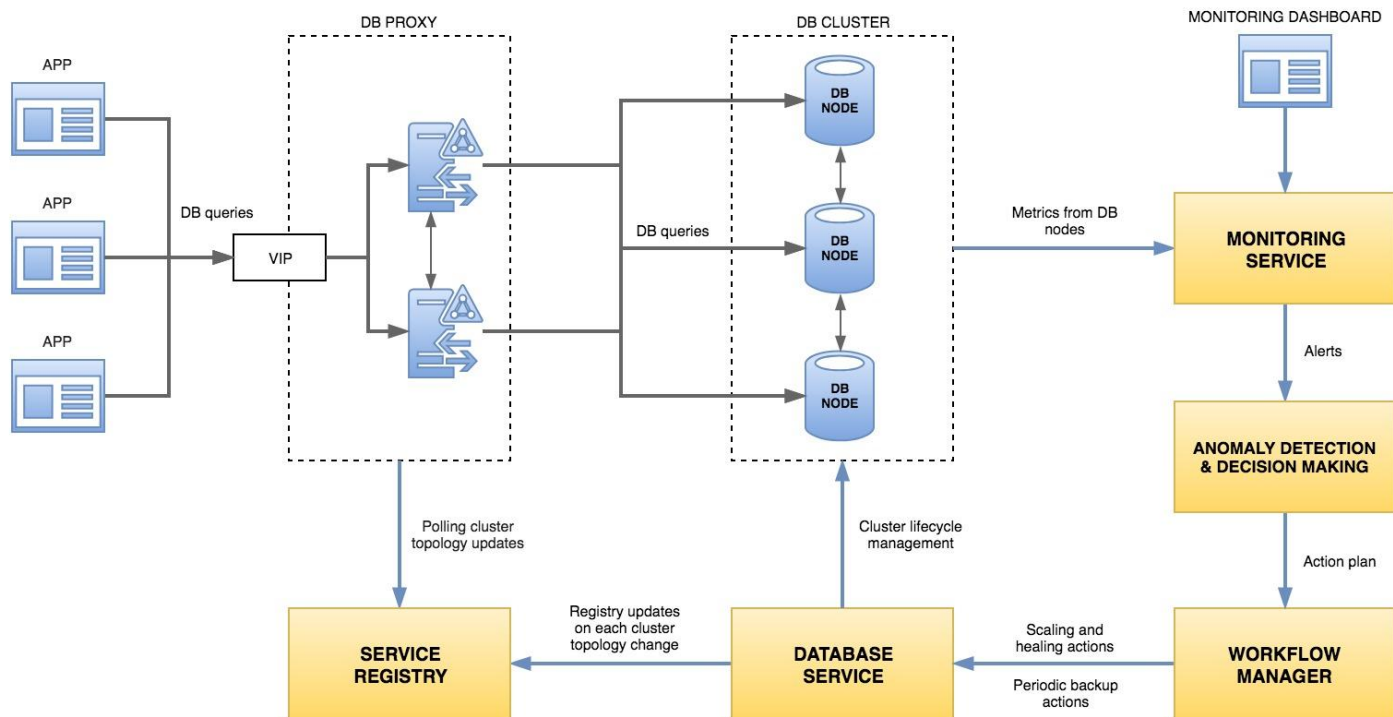 DB PROXY
DB CLUSTER
MONITORING DASHBOARD
APP
APP
APP
DB queries
VIP
DB queries
DB
NODE
DB
NODE
DB
NODE
Metrics from DB
nodes
MONITORING
SERVICE
Alerts
ANOMALY DETECTION
& DECISION MAKING
Action plan
Polling cluster
topology updates
Cluster lifecycle
management
SERVICE
REGISTRY
Registry updates
on each cluster
topology change
DATABASE
SERVICE
Scaling and
healing actions
Periodic backup
actions
WORKFLOW
MANAGER